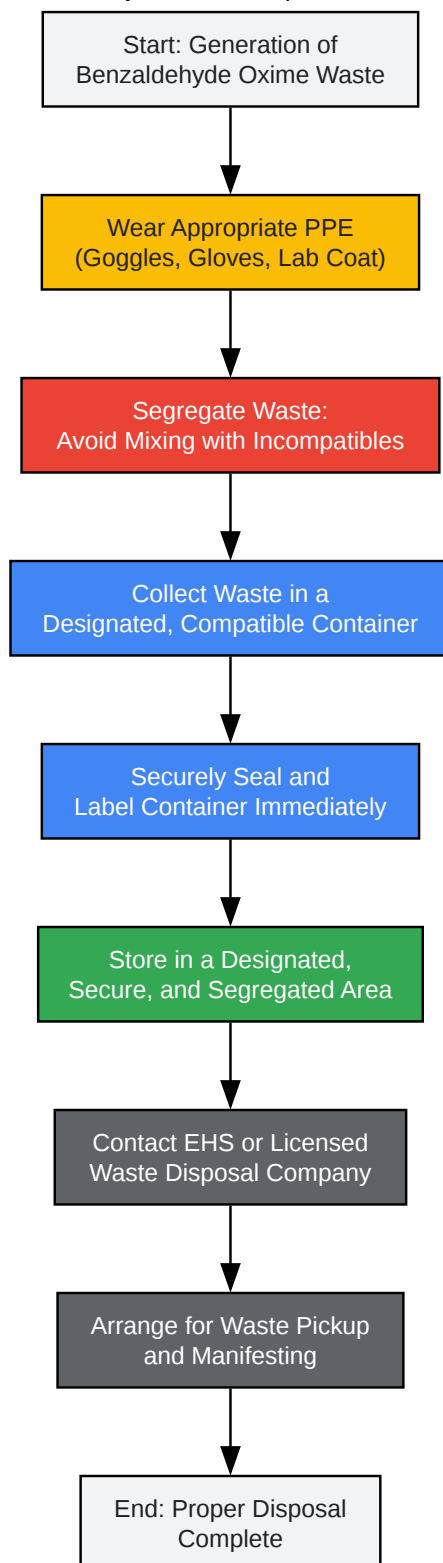 Start: Generation of
Benzaldehyde Oxime Waste
Wear Appropriate PPE
(Goggles, Gloves, Lab Coat)
Segregate Waste:
Avoid Mixing with Incompatibles
Collect Waste in a
Designated, Compatible Container
Securely Seal and
Label Container Immediately
Store in a Designated,
Secure, and Segregated Area
Contact EHS or Licensed
Waste Disposal Company
Arrange for Waste Pickup
and Manifesting
End: Proper Disposal
Complete